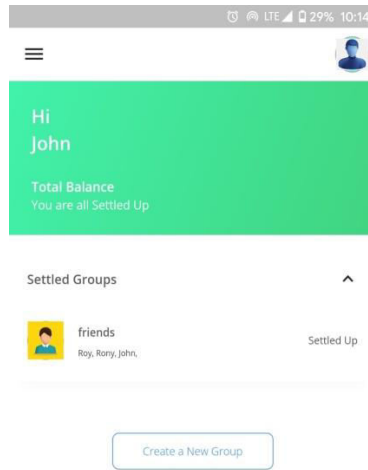 LTE 29% 10:14
Hi
John
Total Balance
You are all Settled Up
Settled Groups
friends
Roy, Rony, John,
Settled Up
Create a New Group